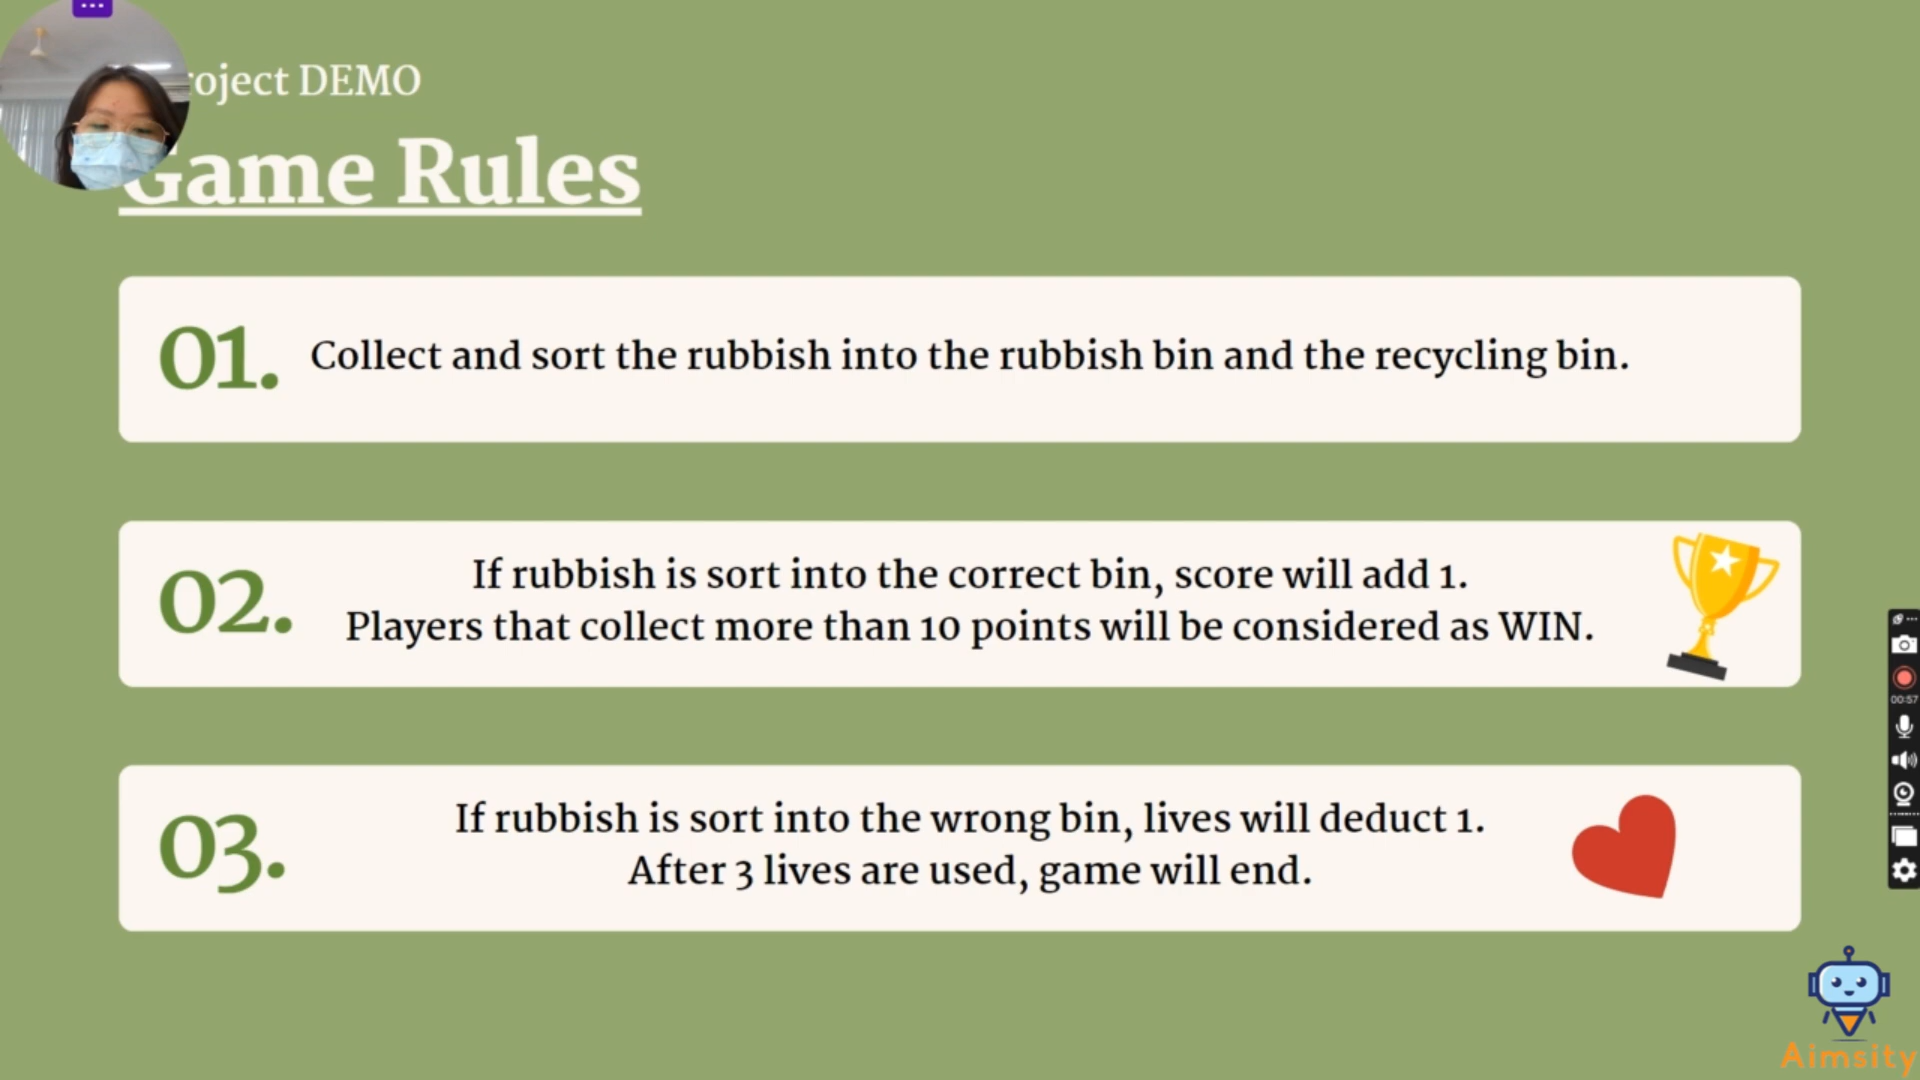 Project DEMO
Game Rules
01.
Collect and sort the rubbish into the rubbish bin and the recycling bin.
02.
If rubbish is sort into the correct bin, score will add 1.
Players that collect more than 10 points will be considered as WIN.
03.
If rubbish is sort into the wrong bin, lives will deduct 1.
After 3 lives are used, game will end.
00:57
Aimsity